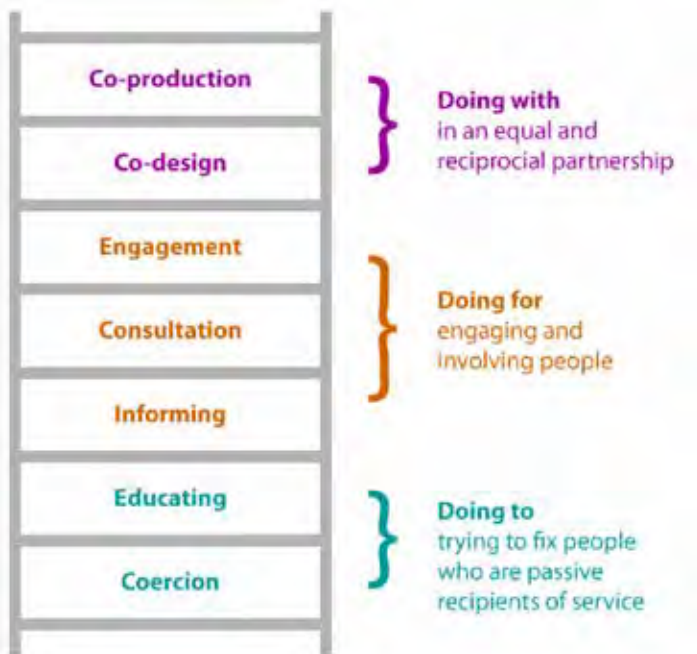 Co-production
Co-design
Doing with
in an equal and
reciprocial partnership
Engagement
Consultation
Informing
Doing for
engaging and
involving people
Educating
Coercion
Doing to
trying to fix people
who are passive
recipients of service